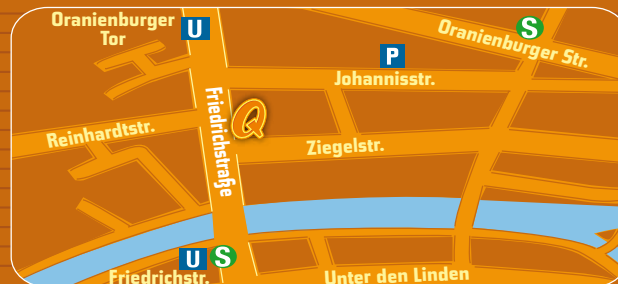 Oranienburger
Tor
U
S
Oranienburger Str.
P
Johannisstr.
Friedrichstraße
Q
Reinhardtstr.
Ziegelstr.
U
S
Friedrichstr.
Unter den Linden